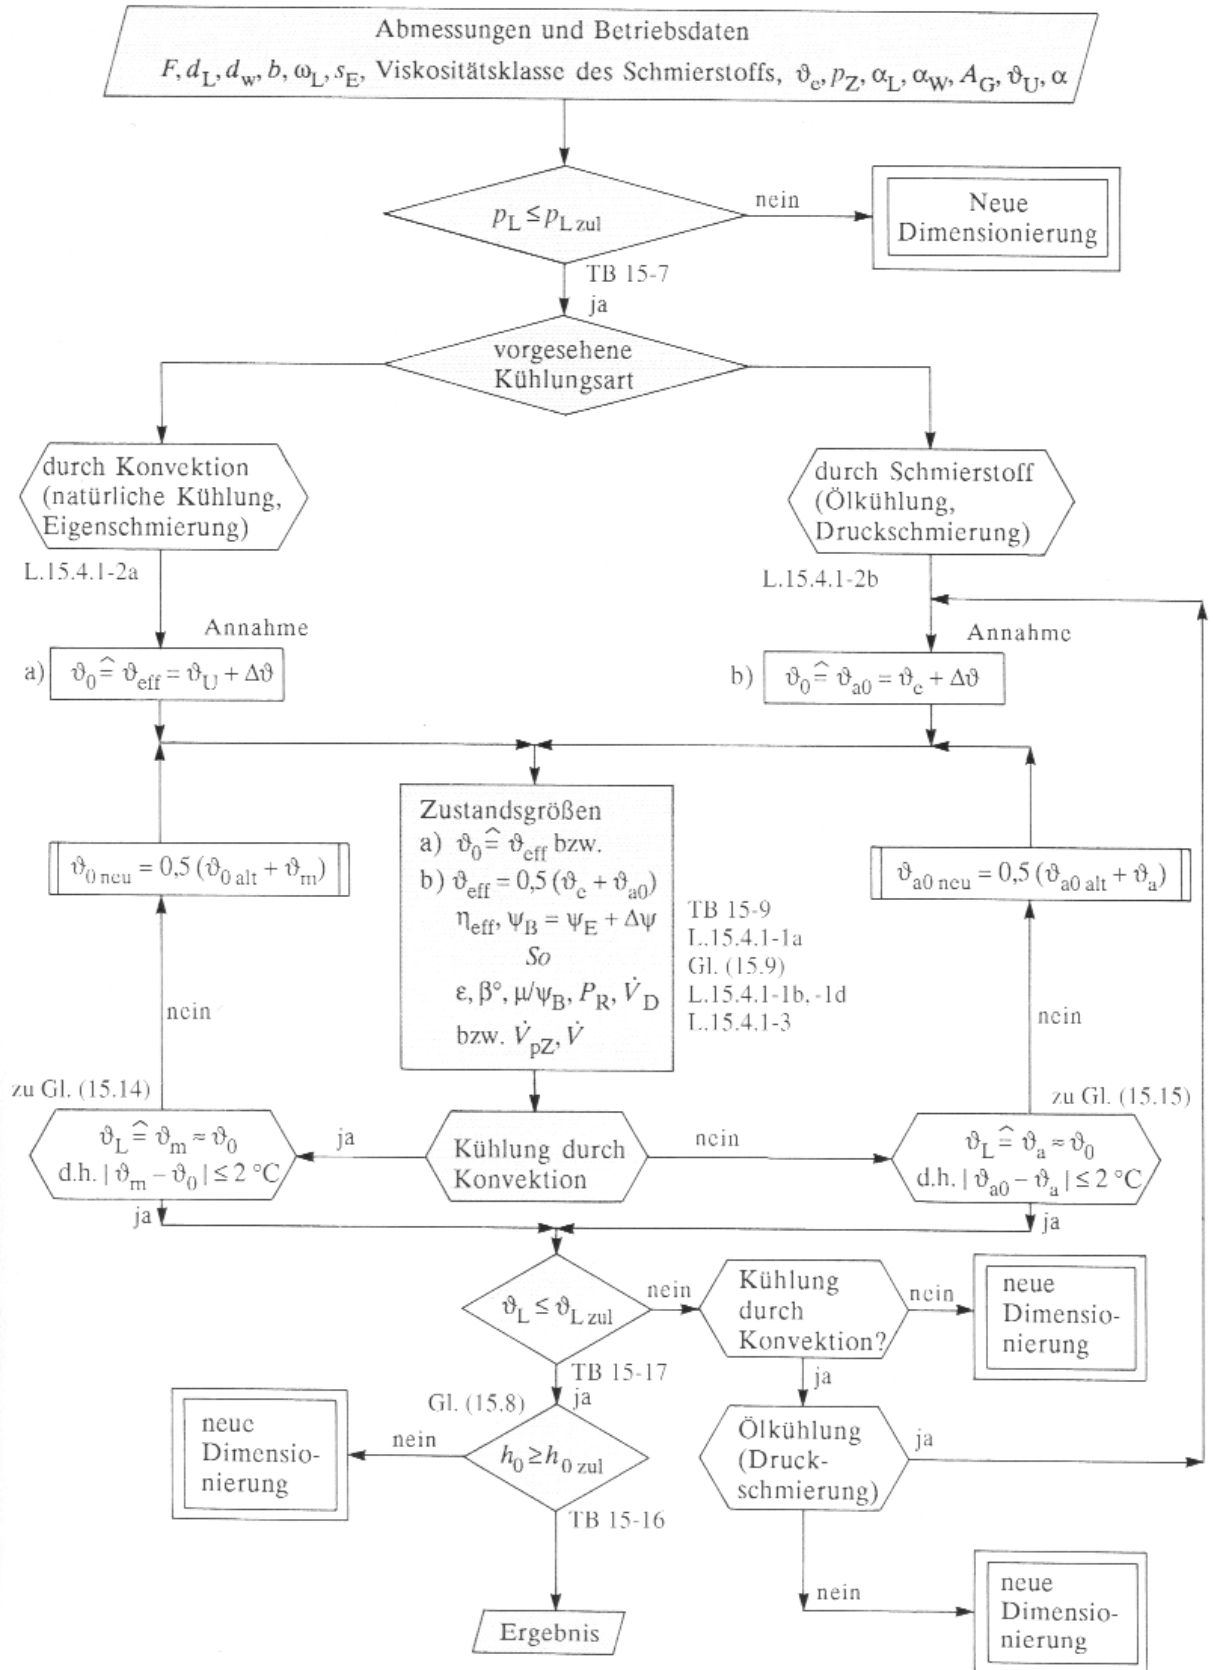 Abmessungen und Betriebsdaten
F, d_L, d_w, b, ω_L, s_E, Viskositätsklasse des Schmierstoffs, ϑ_e, p_Z, α_L, α_W, A_G, ϑ_U, α
p_L ≤ p_L zul
nein
Neue
Dimensionierung
TB 15-7
ja
vorgesehene
Kühlungsart
durch Konvektion
(natürliche Kühlung,
Eigenschmierung)
durch Schmierstoff
(Ölkühlung,
Druckschmierung)
L.15.4.1-2a
L.15.4.1-2b
Annahme
Annahme
a) ϑ_0 ≙ ϑ_eff = ϑ_U + Δϑ
b) ϑ_0 ≙ ϑ_a0 = ϑ_e + Δϑ
Zustandsgrößen
a) ϑ_0 ≙ ϑ_eff bzw.
b) ϑ_eff = 0,5 (ϑ_e + ϑ_a0)
η_eff, ψ_B = ψ_E + Δψ
So
ε, β°, μ/ψ_B, P_R, V̇_D
bzw. V̇_pZ, V̇
ϑ_0 neu = 0,5 (ϑ_0 alt + ϑ_m)
ϑ_a0 neu = 0,5 (ϑ_a0 alt + ϑ_a)
TB 15-9
L.15.4.1-1a
Gl. (15.9)
L.15.4.1-1b, -1d
L.15.4.1-3
nein
nein
zu Gl. (15.14)
zu Gl. (15.15)
ϑ_L ≙ ϑ_m ≈ ϑ_0
d.h. | ϑ_m − ϑ_0 | ≤ 2 °C
ja
Kühlung durch
Konvektion
nein
ϑ_L ≙ ϑ_a ≈ ϑ_0
d.h. | ϑ_a0 − ϑ_a | ≤ 2 °C
ja
ja
ϑ_L ≤ ϑ_L zul
nein
Kühlung
durch
Konvektion?
nein
neue
Dimensio-
nierung
TB 15-17
ja
ja
Gl. (15.8)
neue
Dimensio-
nierung
nein
h_0 ≥ h_0 zul
Ölkühlung
(Druck-
schmierung)
ja
TB 15-16
nein
neue
Dimensio-
nierung
Ergebnis